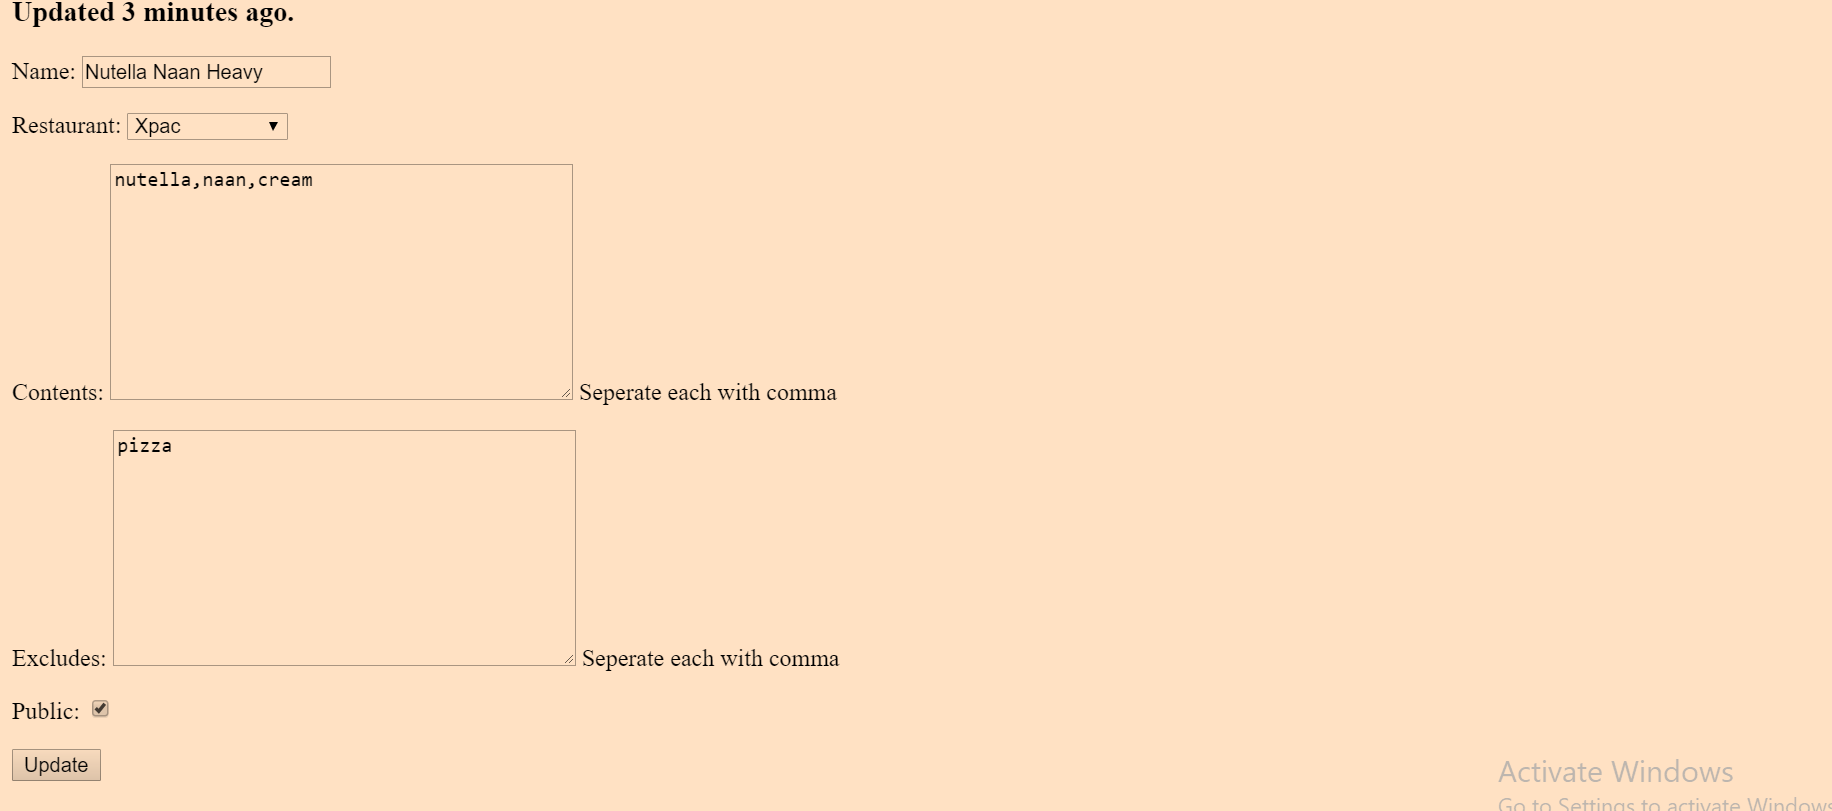 Updated 3 minutes ago.
Name: Nutella Naan Heavy
Restaurant: Xpac
nutella,naan,cream
Contents: Seperate each with comma
pizza
Excludes: Seperate each with comma
Public:
Update
Activate Windows
Go to Settings to activate Windows